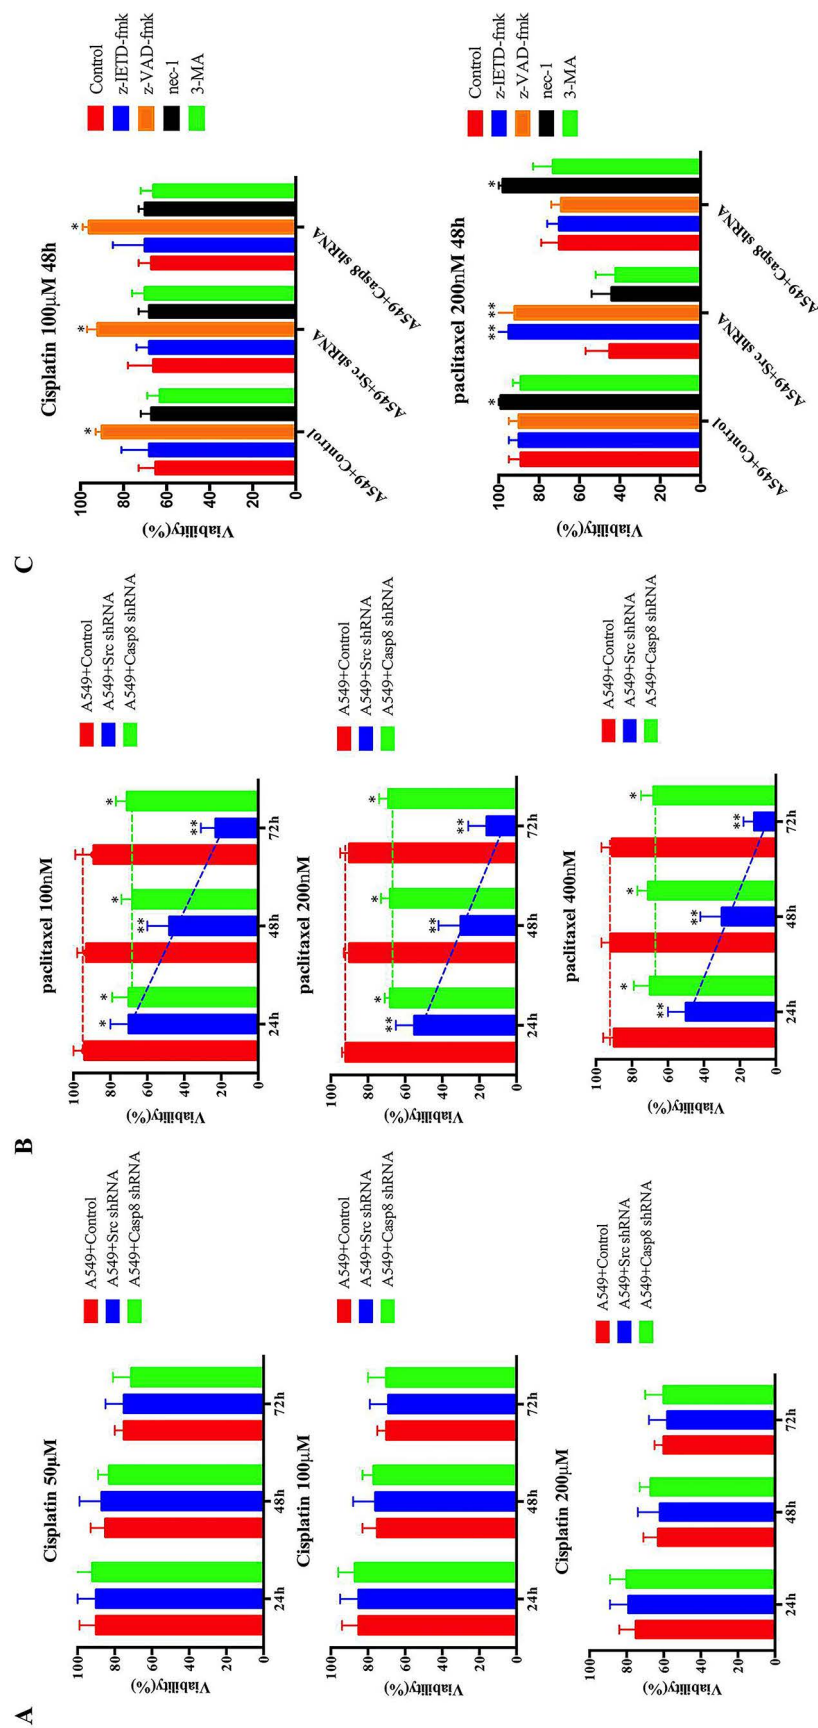 A
Cisplatin 50μM
Viability(%)
100
80
60
40
20
0
24h 48h 72h
A549+Control
A549+Src shRNA
A549+Casp8 shRNA
Cisplatin 100μM
Viability(%)
100
80
60
40
20
0
24h 48h 72h
A549+Control
A549+Src shRNA
A549+Casp8 shRNA
Cisplatin 200μM
Viability(%)
100
80
60
40
20
0
24h 48h 72h
A549+Control
A549+Src shRNA
A549+Casp8 shRNA
B
paclitaxel 100nM
Viability(%)
100
80
60
40
20
0
* * ** * ** *
24h 48h 72h
A549+Control
A549+Src shRNA
A549+Casp8 shRNA
paclitaxel 200nM
Viability(%)
100
80
60
40
20
0
** * ** * ** *
24h 48h 72h
A549+Control
A549+Src shRNA
A549+Casp8 shRNA
paclitaxel 400nM
Viability(%)
100
80
60
40
20
0
** * ** * ** *
24h 48h 72h
A549+Control
A549+Src shRNA
A549+Casp8 shRNA
C
Cisplatin 100μM 48h
Viability(%)
100
80
60
40
20
0
* * *
A549+Control
A549+Src shRNA
A549+Casp8 shRNA
Control
z-IETD-fmk
z-VAD-fmk
nec-1
3-MA
paclitaxel 200nM 48h
Viability(%)
100
80
60
40
20
0
* ** ** *
A549+Control
A549+Src shRNA
A549+Casp8 shRNA
Control
z-IETD-fmk
z-VAD-fmk
nec-1
3-MA